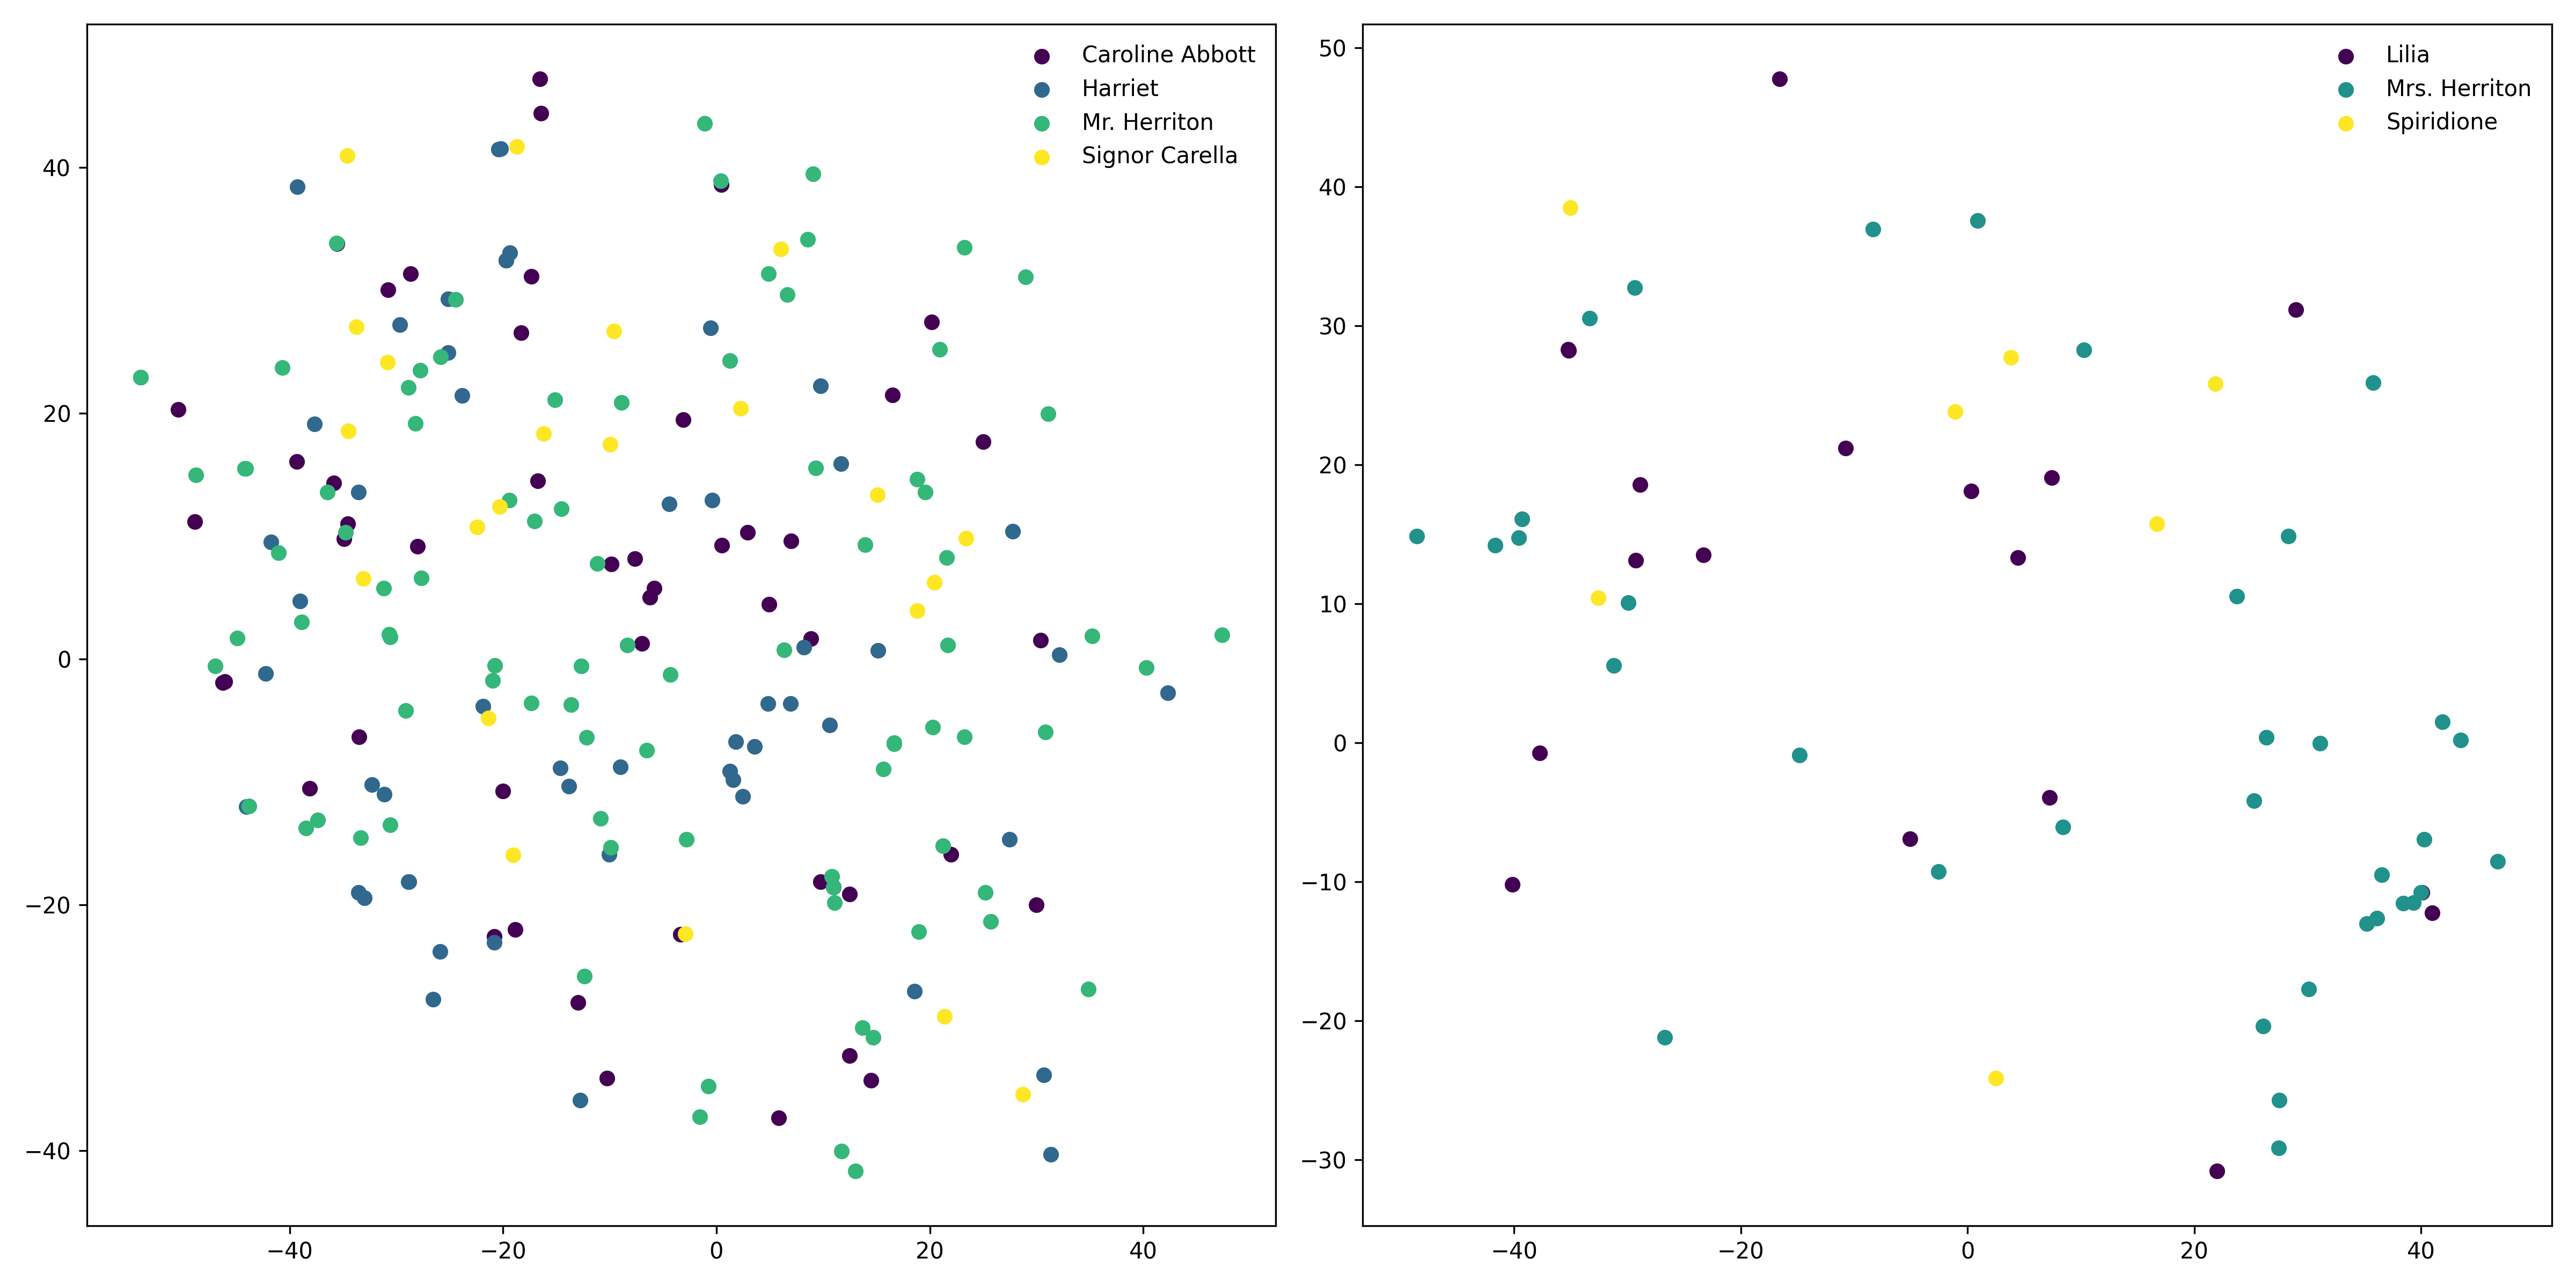 Caroline Abbott
Harriet
Mr. Herriton
Signor Carella
40
20
0
−20
−40
−40 −20 0 20 40
Lilia
Mrs. Herriton
Spiridione
50
40
30
20
10
0
−10
−20
−30
−40 −20 0 20 40